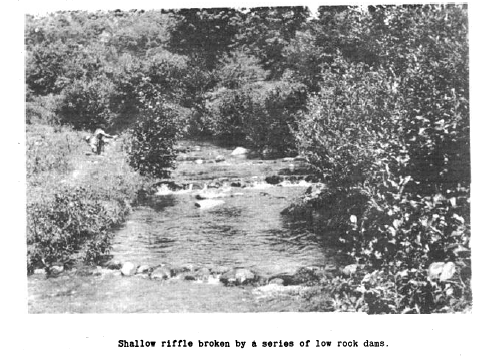 Shallow riffle broken by a series of low rock dams.